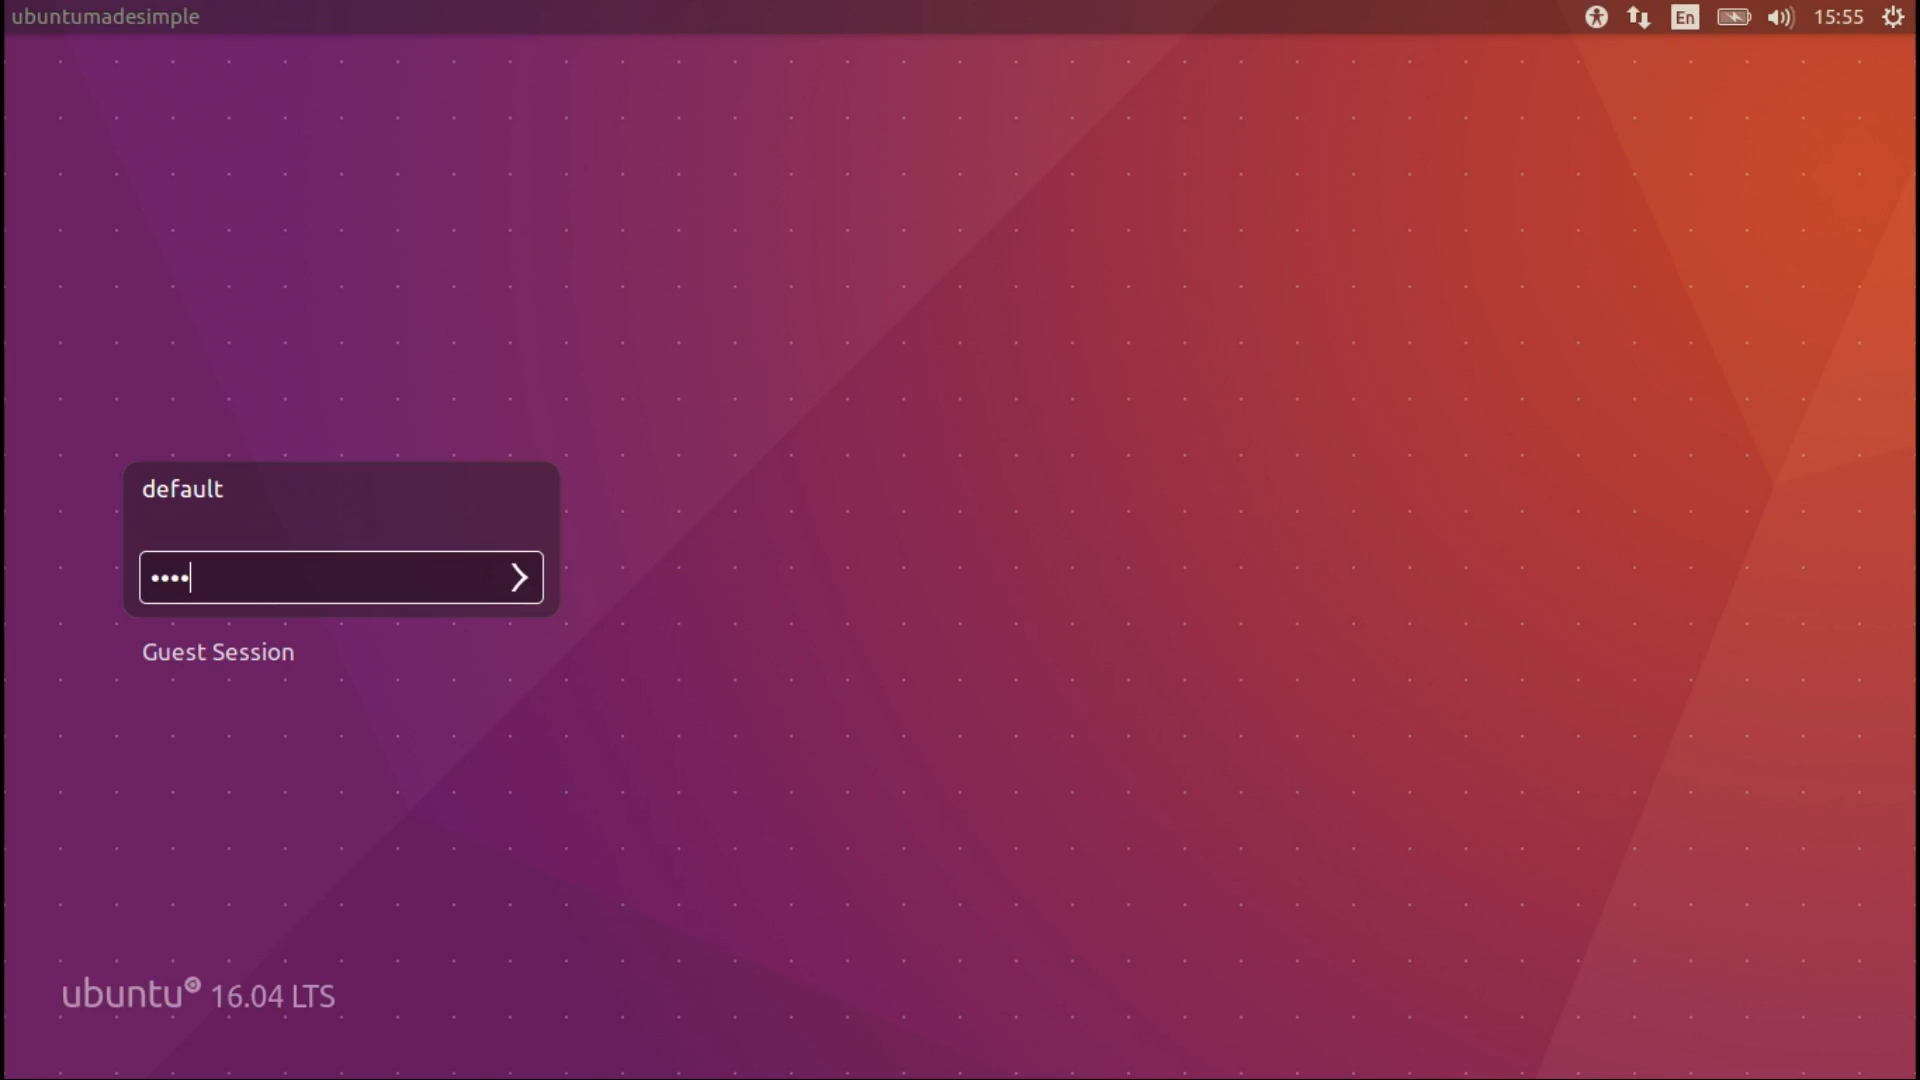 ubuntumadesimple
En
15:55
default
••••
Guest Session
ubuntu 16.04 LTS